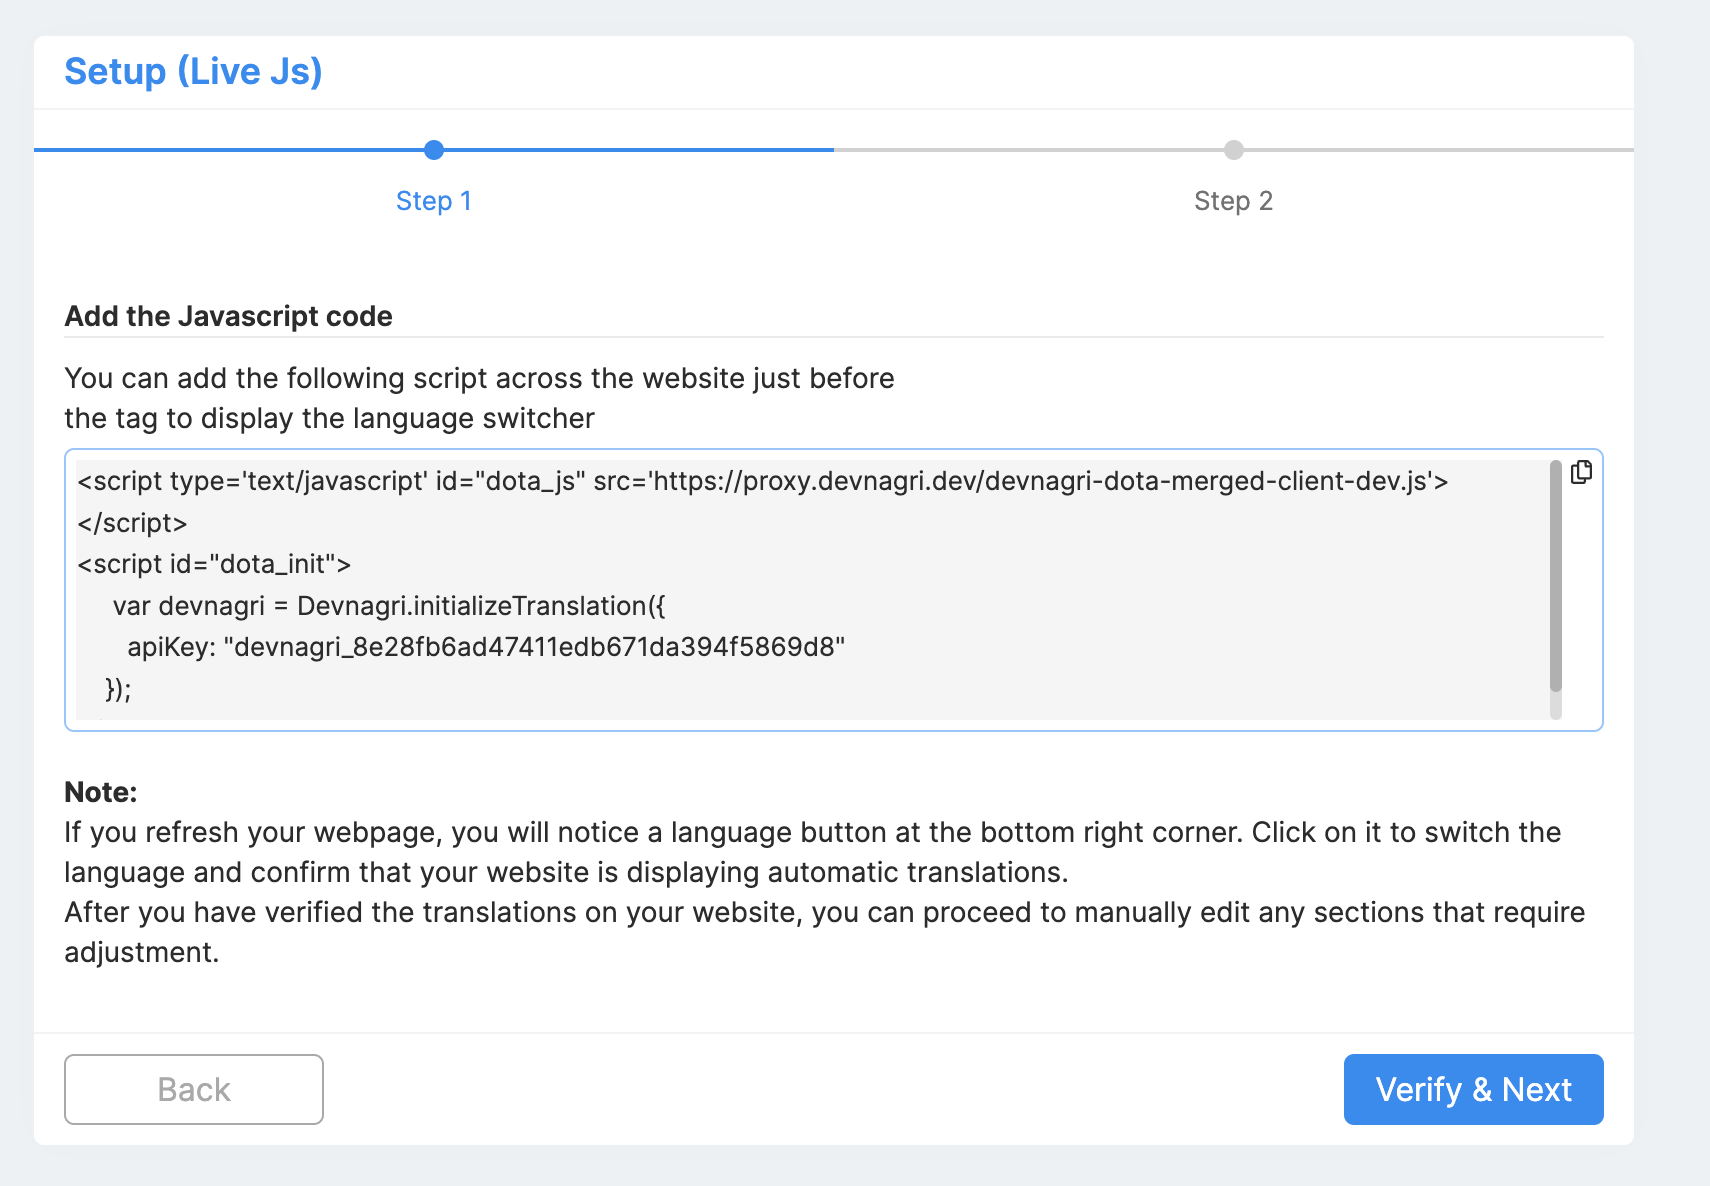 Setup (Live Js)
Step 1
Step 2
Add the Javascript code
You can add the following script across the website just before
the tag to display the language switcher
<script type='text/javascript' id="dota_js" src='https://proxy.devnagri.dev/devnagri-dota-merged-client-dev.js'>
</script>
<script id="dota_init">
var devnagri = Devnagri.initializeTranslation({
apiKey: "devnagri_8e28fb6ad47411edb671da394f5869d8"
});
Note:
If you refresh your webpage, you will notice a language button at the bottom right corner. Click on it to switch the
language and confirm that your website is displaying automatic translations.
After you have verified the translations on your website, you can proceed to manually edit any sections that require
adjustment.
Back
Verify & Next